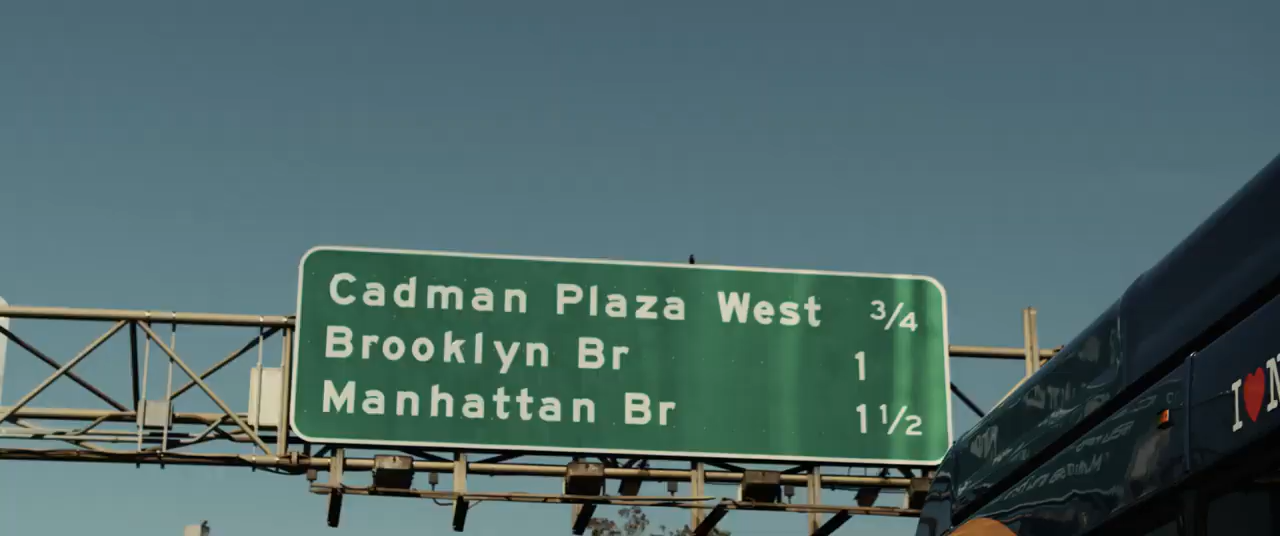 Cadman Plaza West 3/4
Brooklyn Br 1
Manhattan Br 1 1/2
I ❤ N